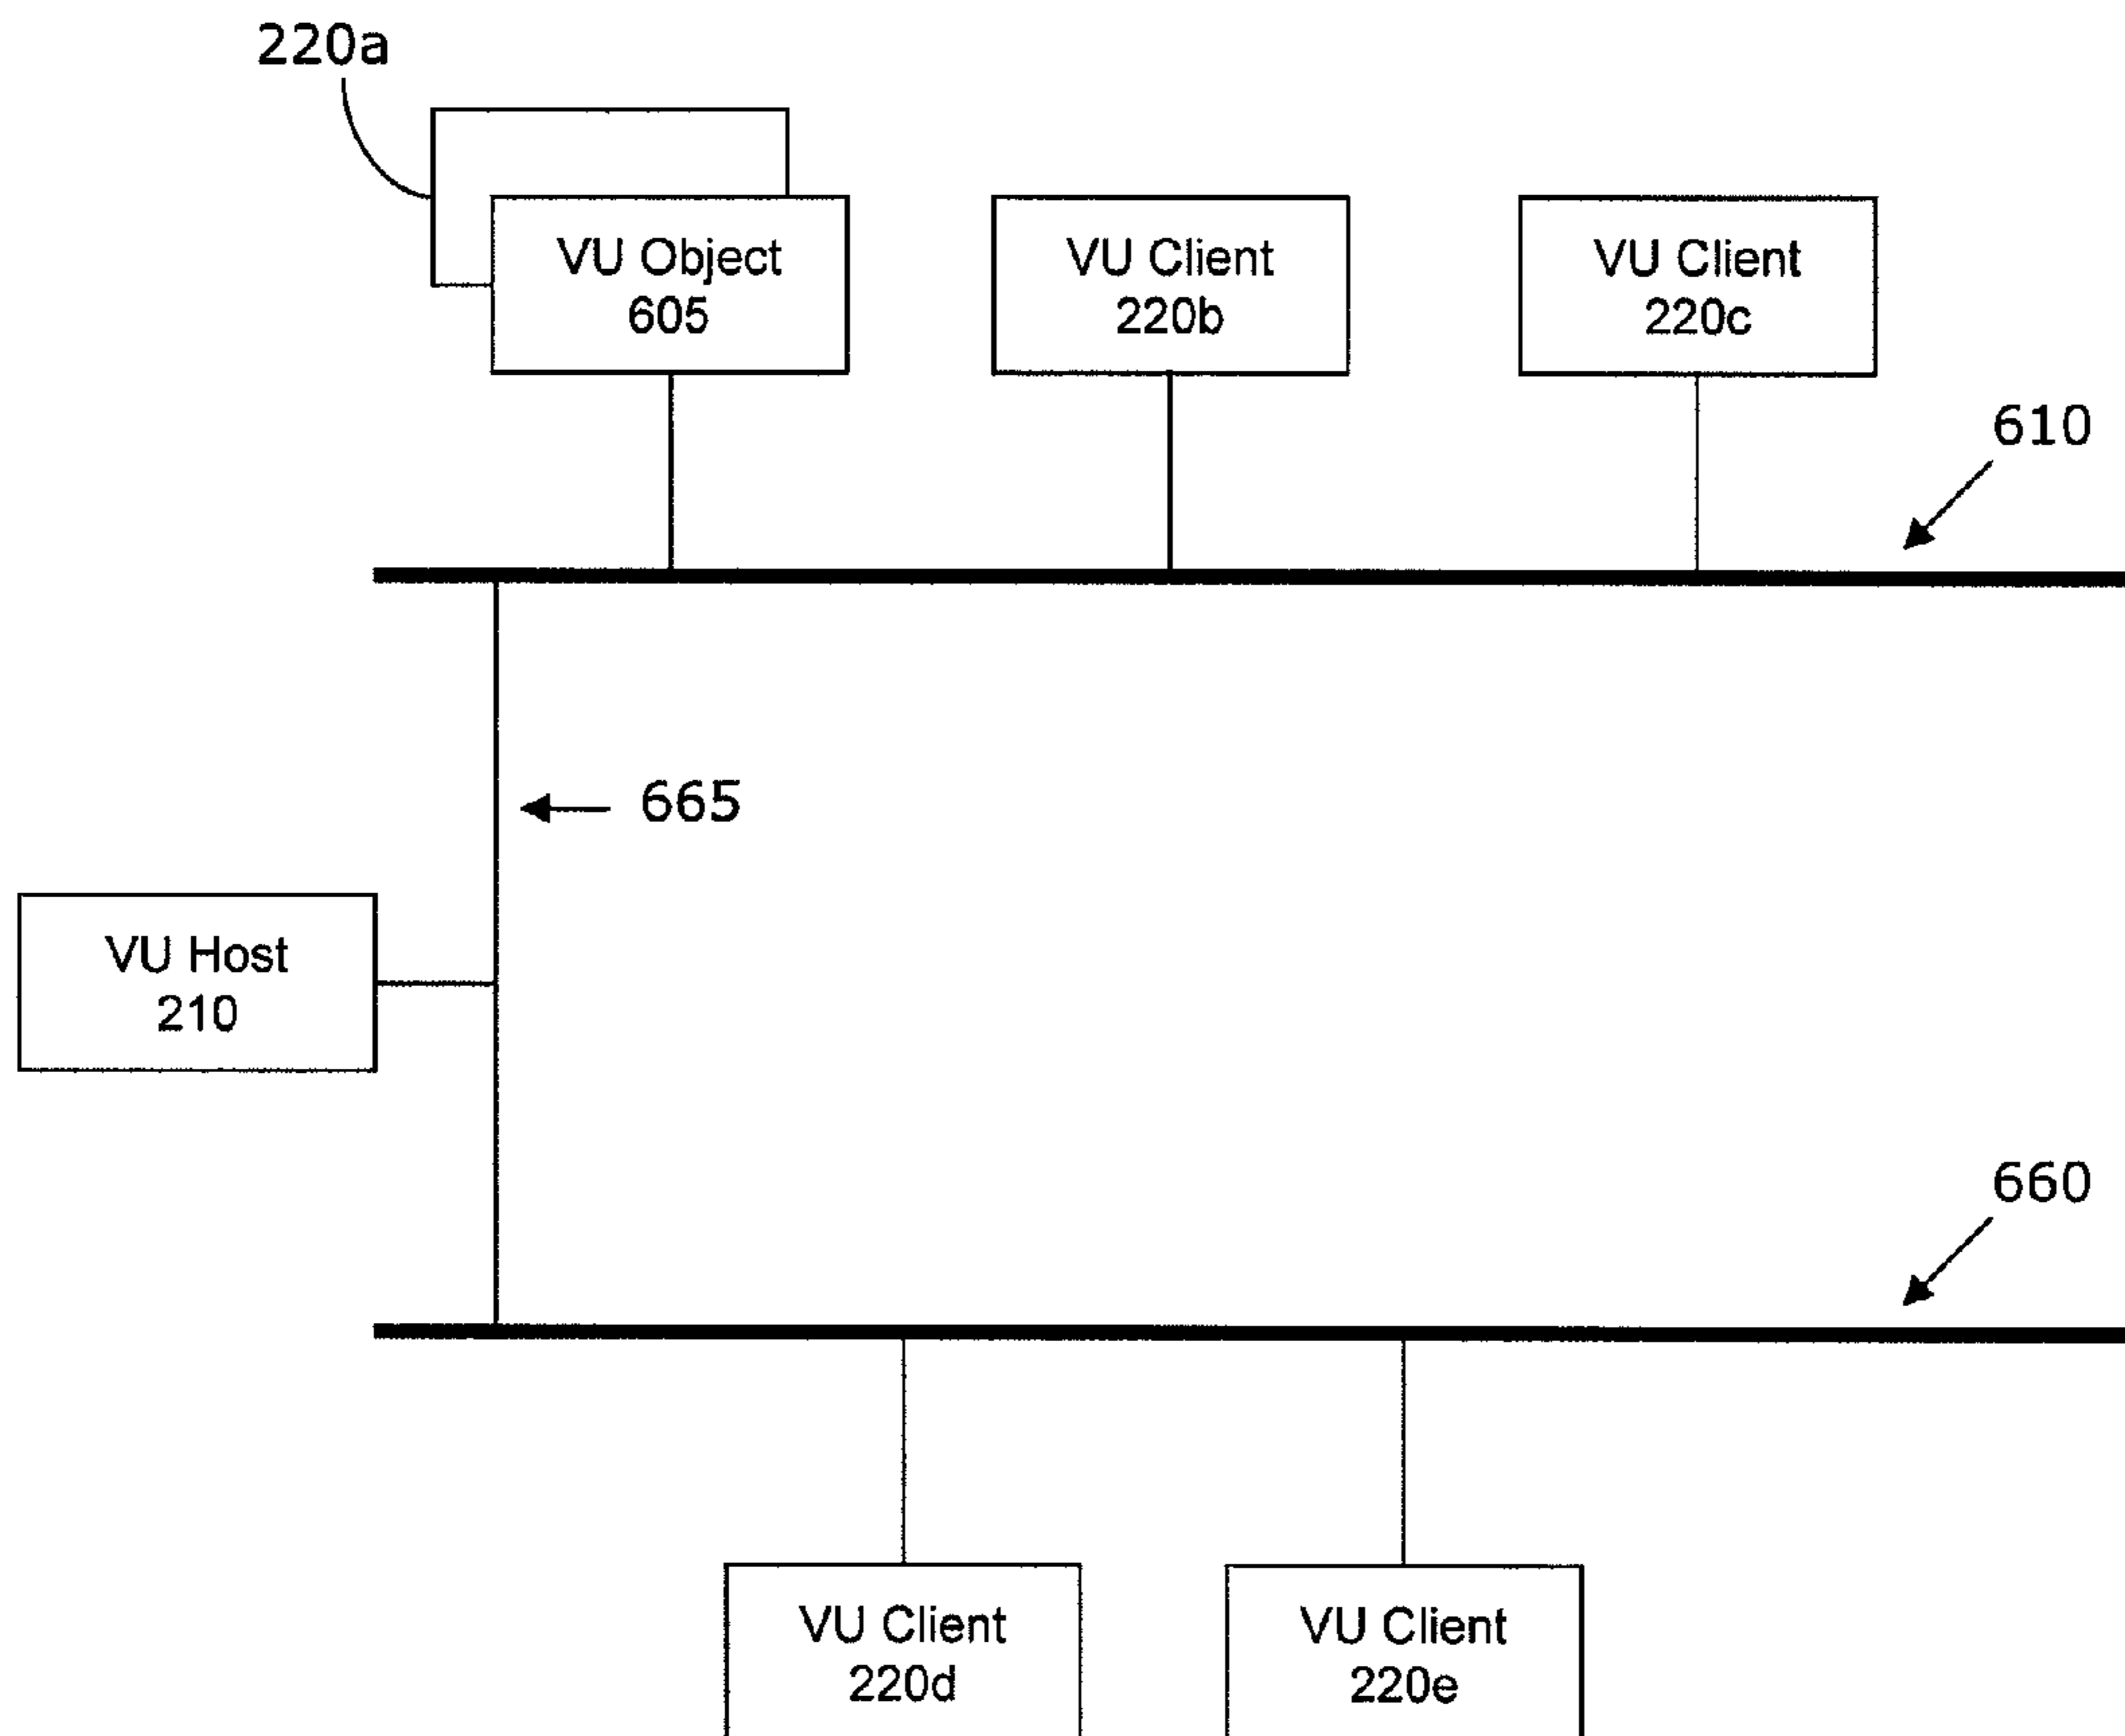 220a
VU Object
605
VU Client
220b
VU Client
220c
610
665
VU Host
210
660
VU Client
220d
VU Client
220e